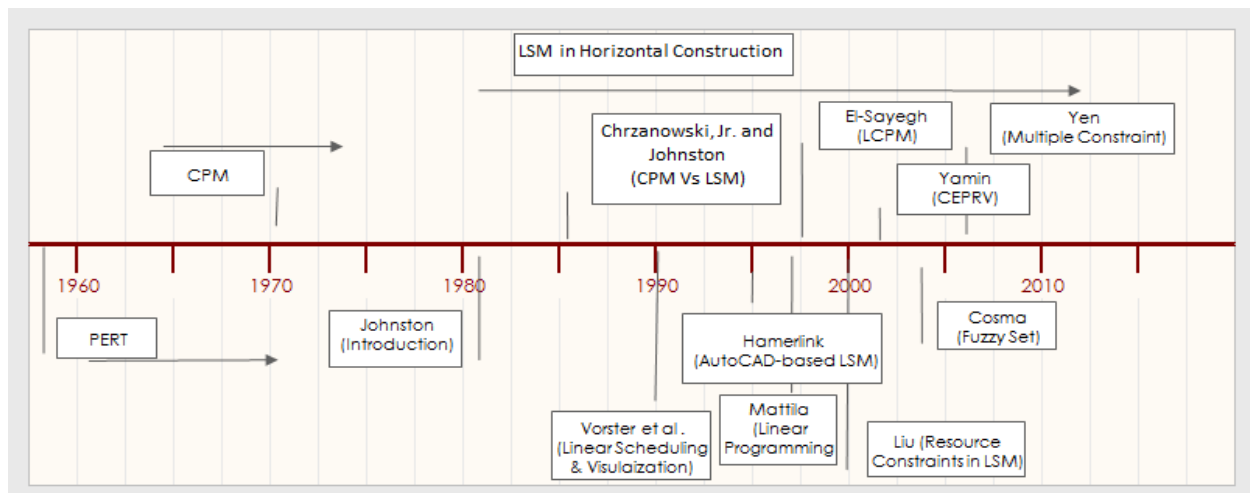 LSM in Horizontal Construction
El-Sayegh
(LCPM)
Yen
(Multiple Constraint)
Chrzanowski, Jr. and
Johnston
(CPM Vs LSM)
CPM
Yamin
(CEPRV)
1960
1970
1980
1990
2000
2010
PERT
Johnston
(Introduction)
Hamerlink
(AutoCAD-based LSM)
Cosma
(Fuzzy Set)
Vorster et al.
(Linear Scheduling
& Visulaization)
Mattila
(Linear
Programming
Liu (Resource
Constraints in LSM)